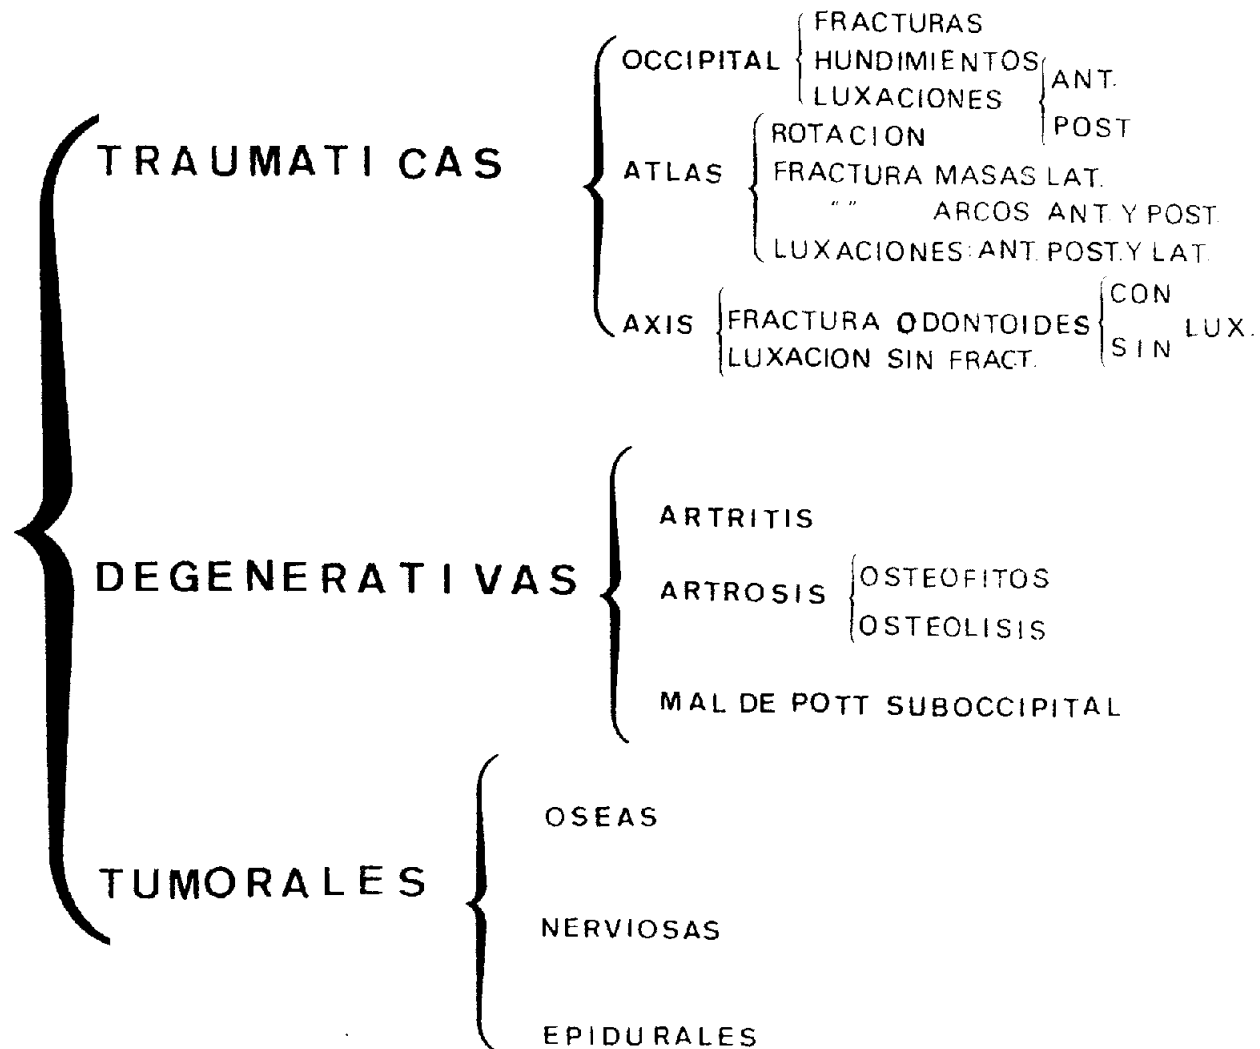 TRAUMATICAS
OCCIPITAL
FRACTURAS
HUNDIMIENTOS
LUXACIONES
ANT.
POST
ATLAS
ROTACION
FRACTURA MASAS LAT.
" " ARCOS ANT. Y POST.
LUXACIONES: ANT. POST. Y LAT.
AXIS
FRACTURA ODONTOIDES
CON
SIN
LUX.
LUXACION SIN FRACT.
DEGENERATIVAS
ARTRITIS
ARTROSIS
OSTEOFITOS
OSTEOLISIS
MAL DE POTT SUBOCCIPITAL
TUMORALES
OSEAS
NERVIOSAS
EPIDURALES